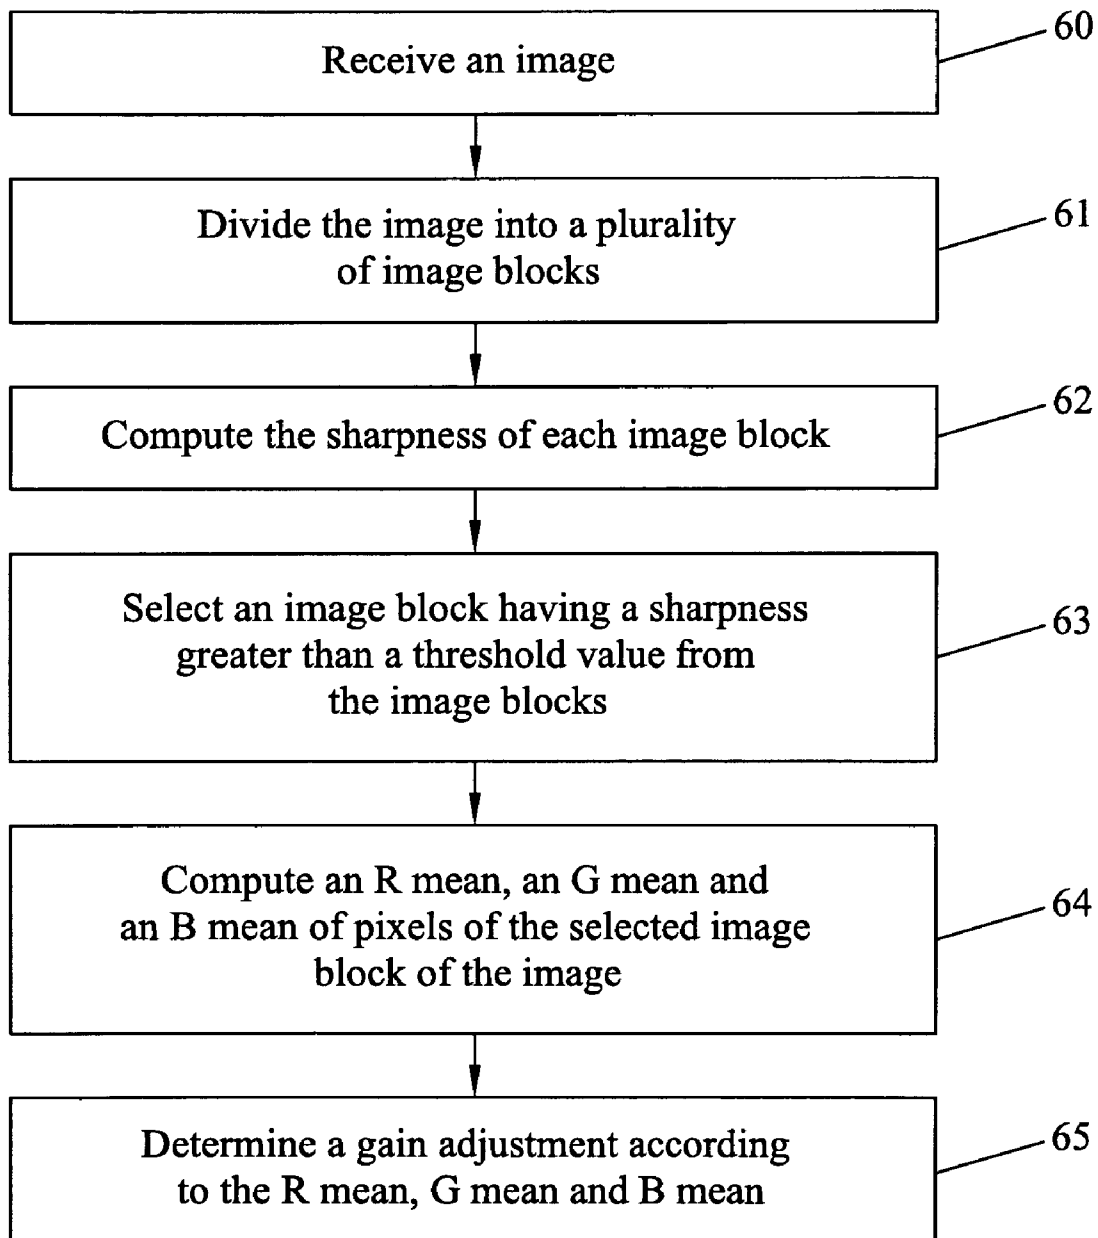 Receive an image
60
Divide the image into a plurality
of image blocks
61
Compute the sharpness of each image block
62
Select an image block having a sharpness
greater than a threshold value from
the image blocks
63
Compute an R mean, an G mean and
an B mean of pixels of the selected image
block of the image
64
Determine a gain adjustment according
to the R mean, G mean and B mean
65